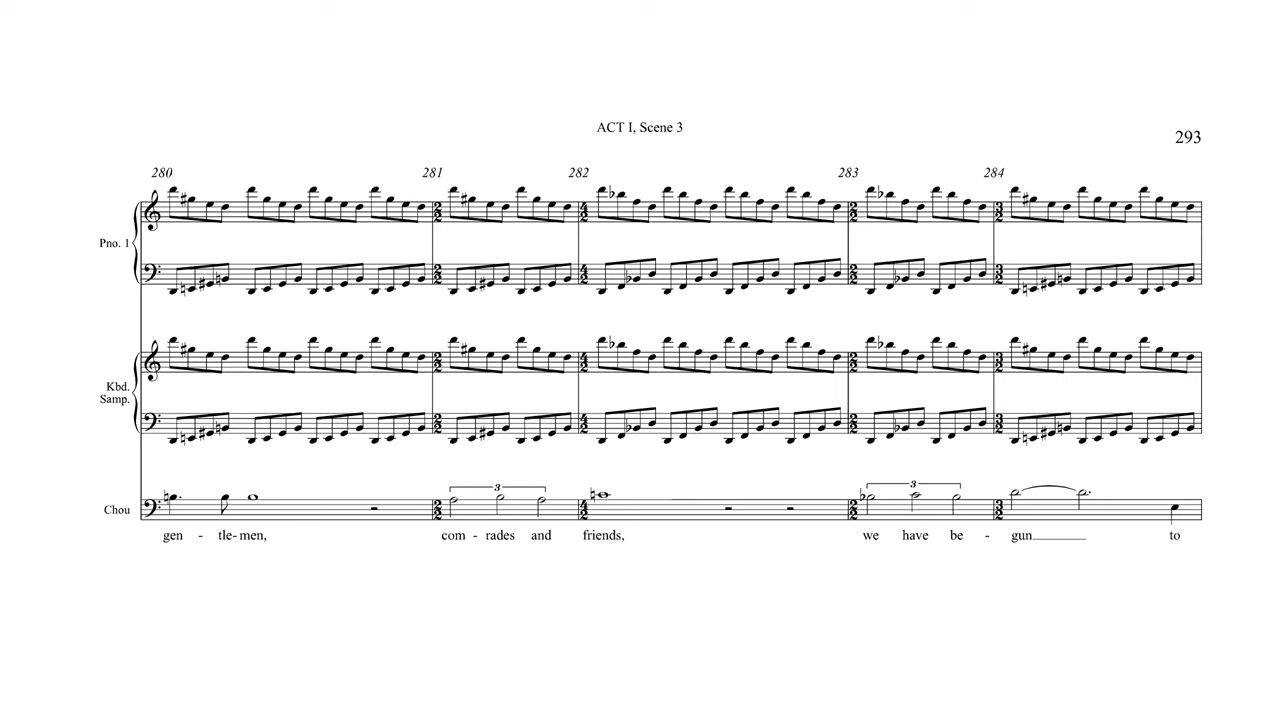 ACT I, Scene 3
293
280 281 282 283 284
Pno. 1
Kbd.
Samp.
3 3
Chou
gen - tle- men, com - rades and friends, we have be - gun____ to